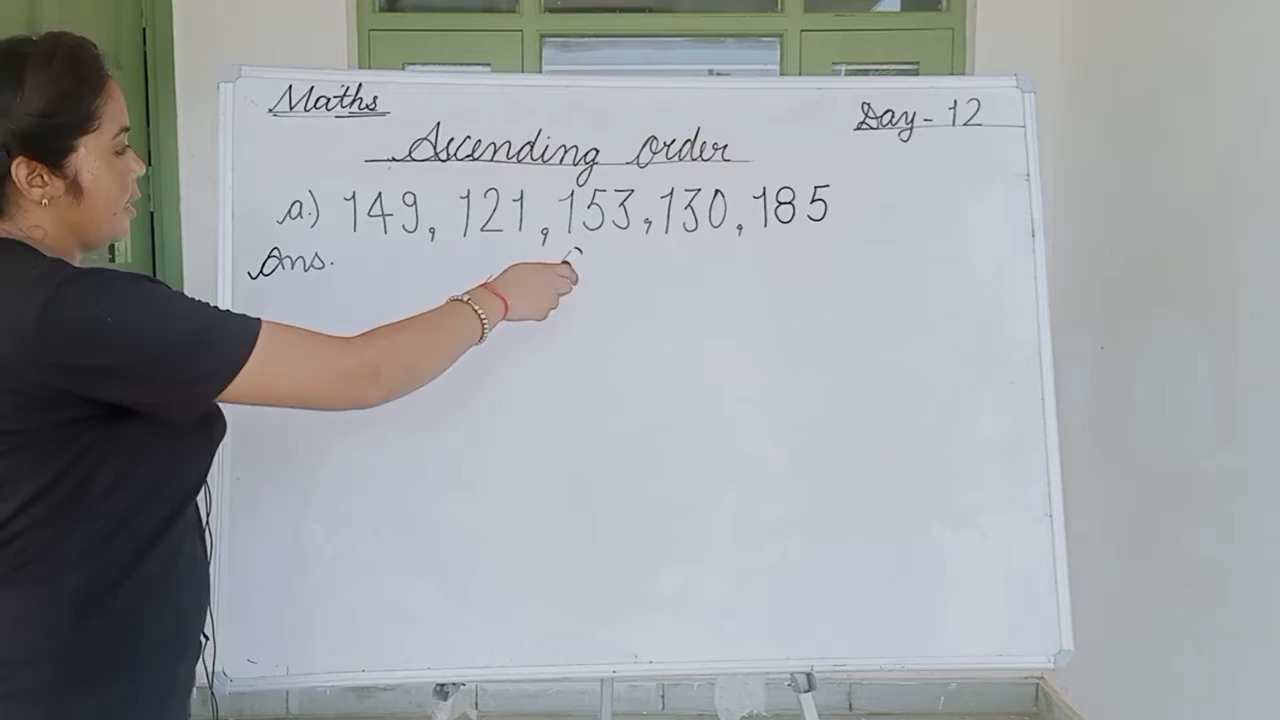 Maths
Day - 12
Ascending order
a.) 149, 121, 153, 130, 185
Ans.